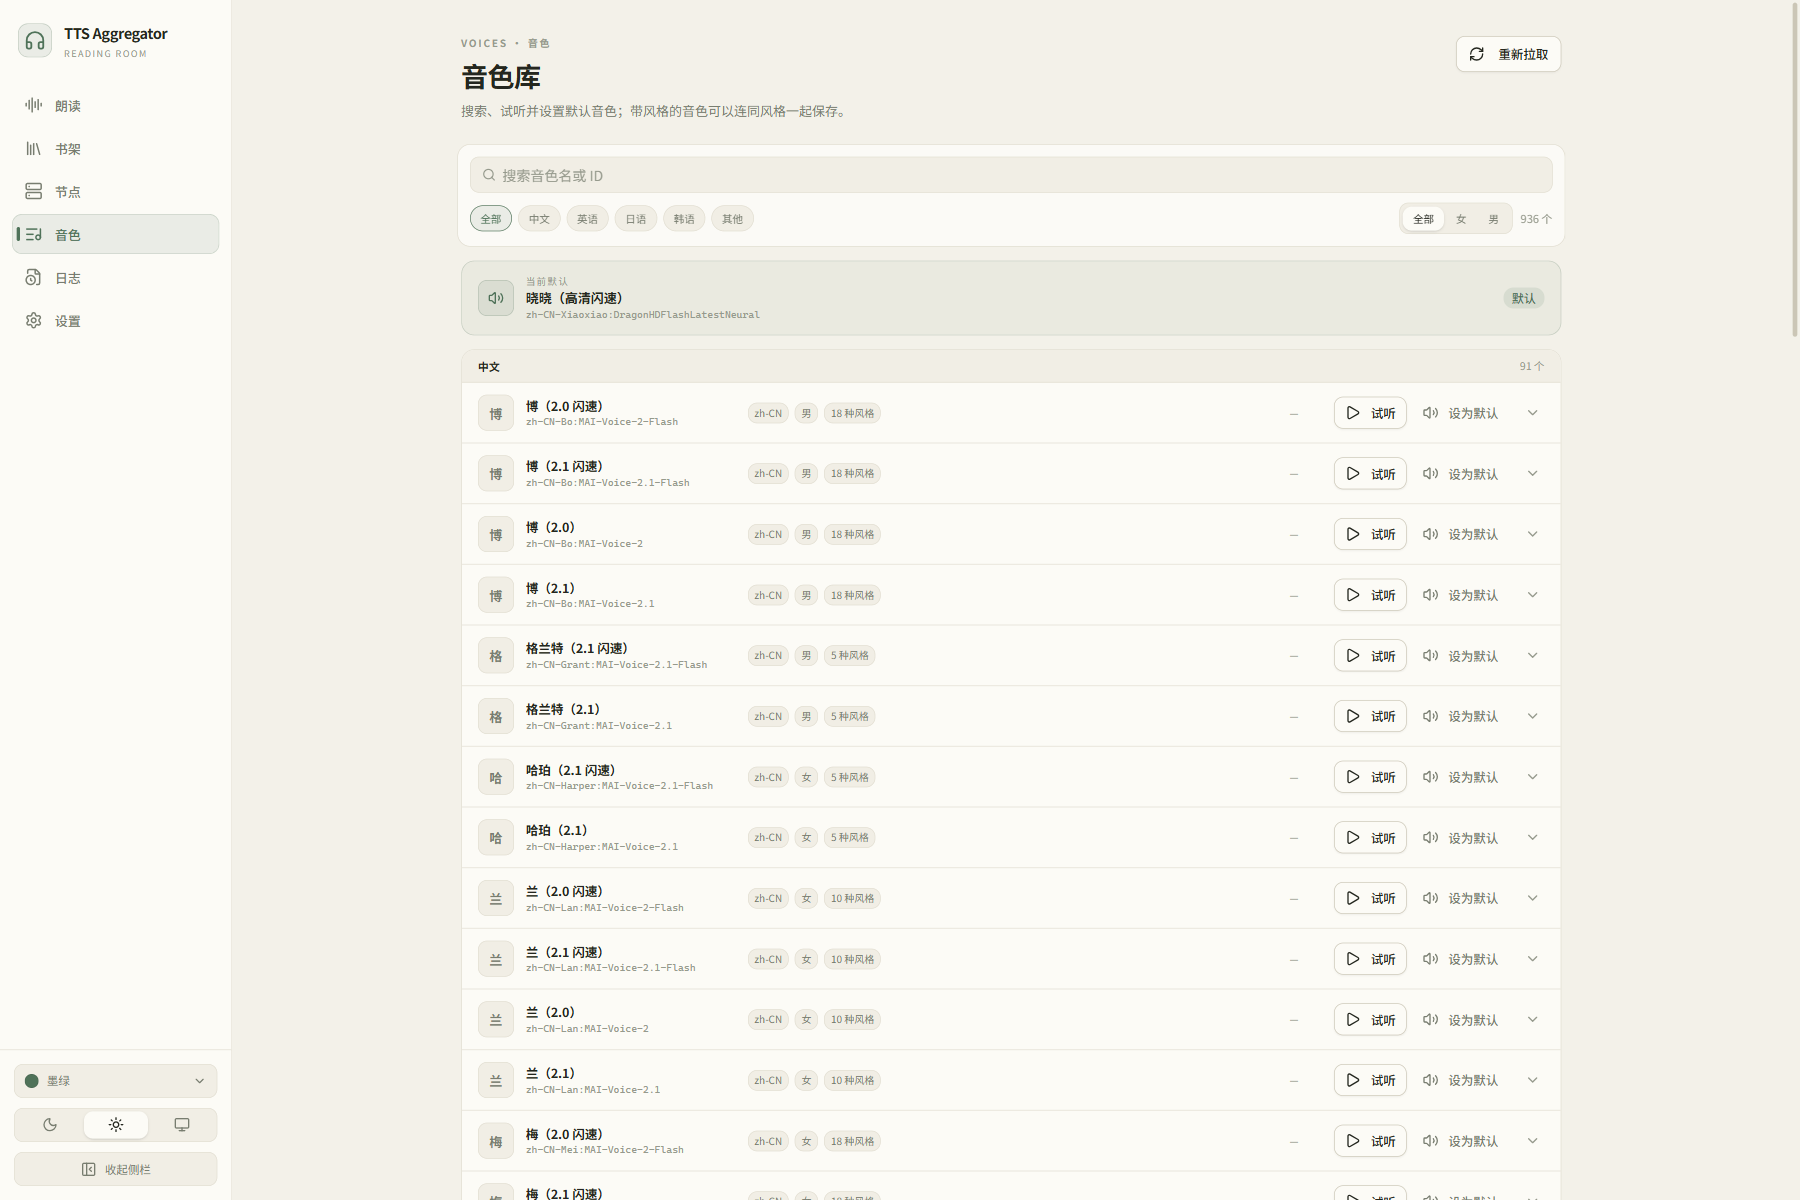 TTS Aggregator
READING ROOM
朗读
书架
节点
音色
日志
设置
墨绿
收起侧栏
VOICES • 音色
音色库
搜索、试听并设置默认音色；带风格的音色可以连同风格一起保存。
重新拉取
搜索音色名或 ID
全部 中文 英语 日语 韩语 其他 全部 女 男 936 个
当前默认
晓晓（高清闪速）
zh-CN-Xiaoxiao:DragonHDFlashLatestNeural
默认
中文 91 个
博 博（2.0 闪速） zh-CN 男 18 种风格 — 试听 设为默认
zh-CN-Bo:MAI-Voice-2-Flash
博 博（2.1 闪速） zh-CN 男 18 种风格 — 试听 设为默认
zh-CN-Bo:MAI-Voice-2.1-Flash
博 博（2.0） zh-CN 男 18 种风格 — 试听 设为默认
zh-CN-Bo:MAI-Voice-2
博 博（2.1） zh-CN 男 18 种风格 — 试听 设为默认
zh-CN-Bo:MAI-Voice-2.1
格 格兰特（2.1 闪速） zh-CN 男 5 种风格 — 试听 设为默认
zh-CN-Grant:MAI-Voice-2.1-Flash
格 格兰特（2.1） zh-CN 男 5 种风格 — 试听 设为默认
zh-CN-Grant:MAI-Voice-2.1
哈 哈珀（2.1 闪速） zh-CN 女 5 种风格 — 试听 设为默认
zh-CN-Harper:MAI-Voice-2.1-Flash
哈 哈珀（2.1） zh-CN 女 5 种风格 — 试听 设为默认
zh-CN-Harper:MAI-Voice-2.1
兰 兰（2.0 闪速） zh-CN 女 10 种风格 — 试听 设为默认
zh-CN-Lan:MAI-Voice-2-Flash
兰 兰（2.1 闪速） zh-CN 女 10 种风格 — 试听 设为默认
zh-CN-Lan:MAI-Voice-2.1-Flash
兰 兰（2.0） zh-CN 女 10 种风格 — 试听 设为默认
zh-CN-Lan:MAI-Voice-2
兰 兰（2.1） zh-CN 女 10 种风格 — 试听 设为默认
zh-CN-Lan:MAI-Voice-2.1
梅 梅（2.0 闪速） zh-CN 女 18 种风格 — 试听 设为默认
zh-CN-Mei:MAI-Voice-2-Flash
梅（2.1 闪速） 试听 设为默认